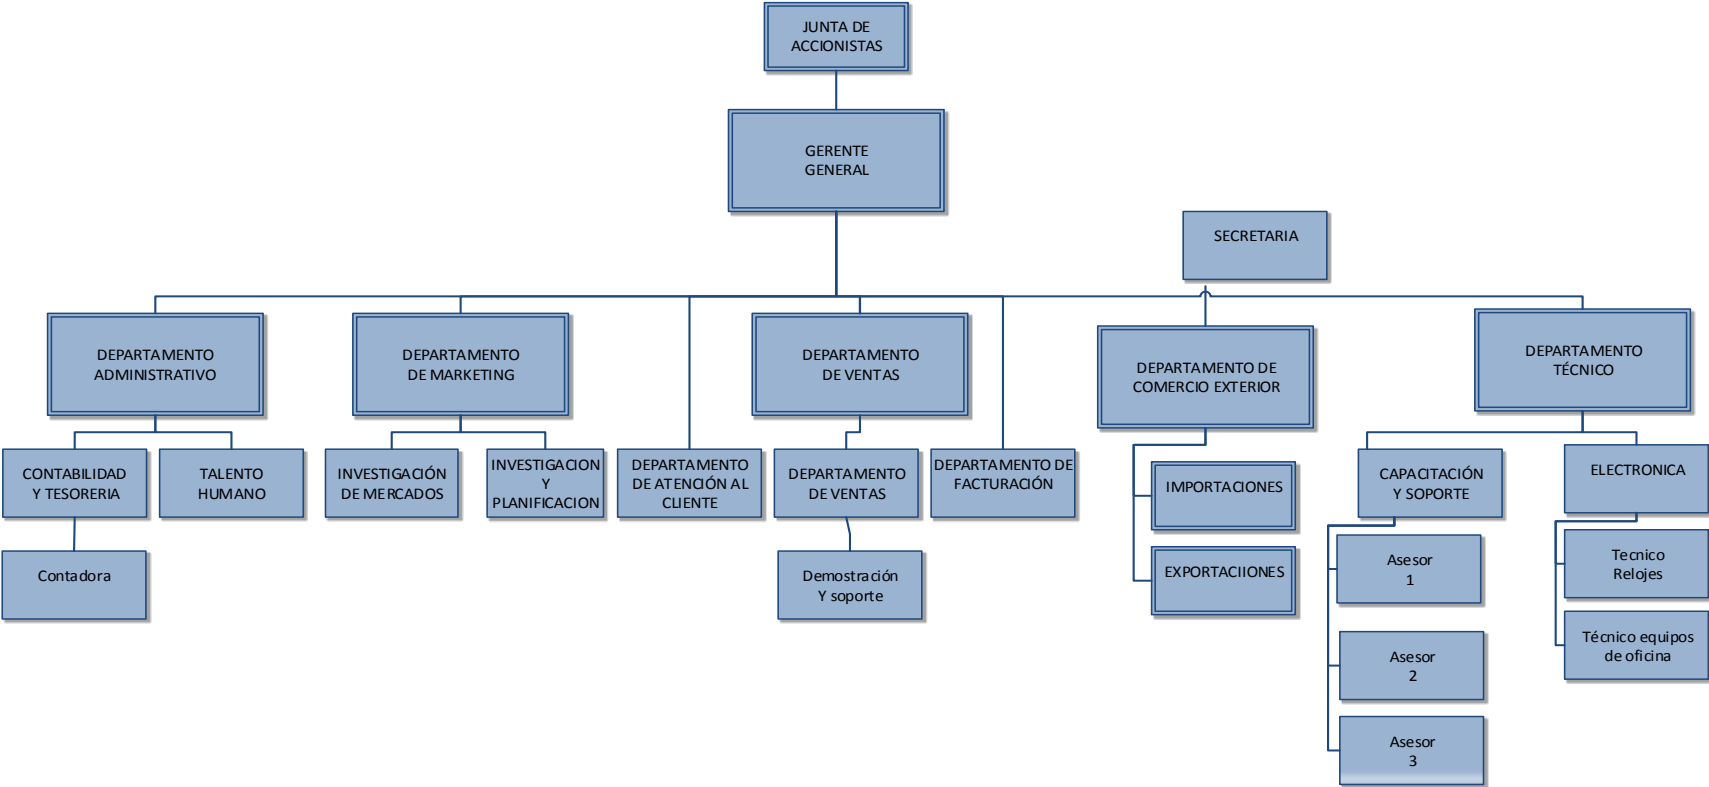 JUNTA DE
ACCIONISTAS
GERENTE
GENERAL
SECRETARIA
DEPARTAMENTO
ADMINISTRATIVO
DEPARTAMENTO
DE MARKETING
DEPARTAMENTO
DE VENTAS
DEPARTAMENTO DE
COMERCIO EXTERIOR
DEPARTAMENTO
TÉCNICO
CONTABILIDAD
Y TESORERIA
TALENTO
HUMANO
INVESTIGACIÓN
DE MERCADOS
INVESTIGACION
Y
PLANIFICACION
DEPARTAMENTO
DE ATENCIÓN AL
CLIENTE
DEPARTAMENTO
DE VENTAS
DEPARTAMENTO DE
FACTURACIÓN
IMPORTACIONES
EXPORTACIIONES
CAPACITACIÓN
Y SOPORTE
ELECTRONICA
Contadora
Demostración
Y soporte
Asesor
1
Asesor
2
Asesor
3
Tecnico
Relojes
Técnico equipos
de oficina